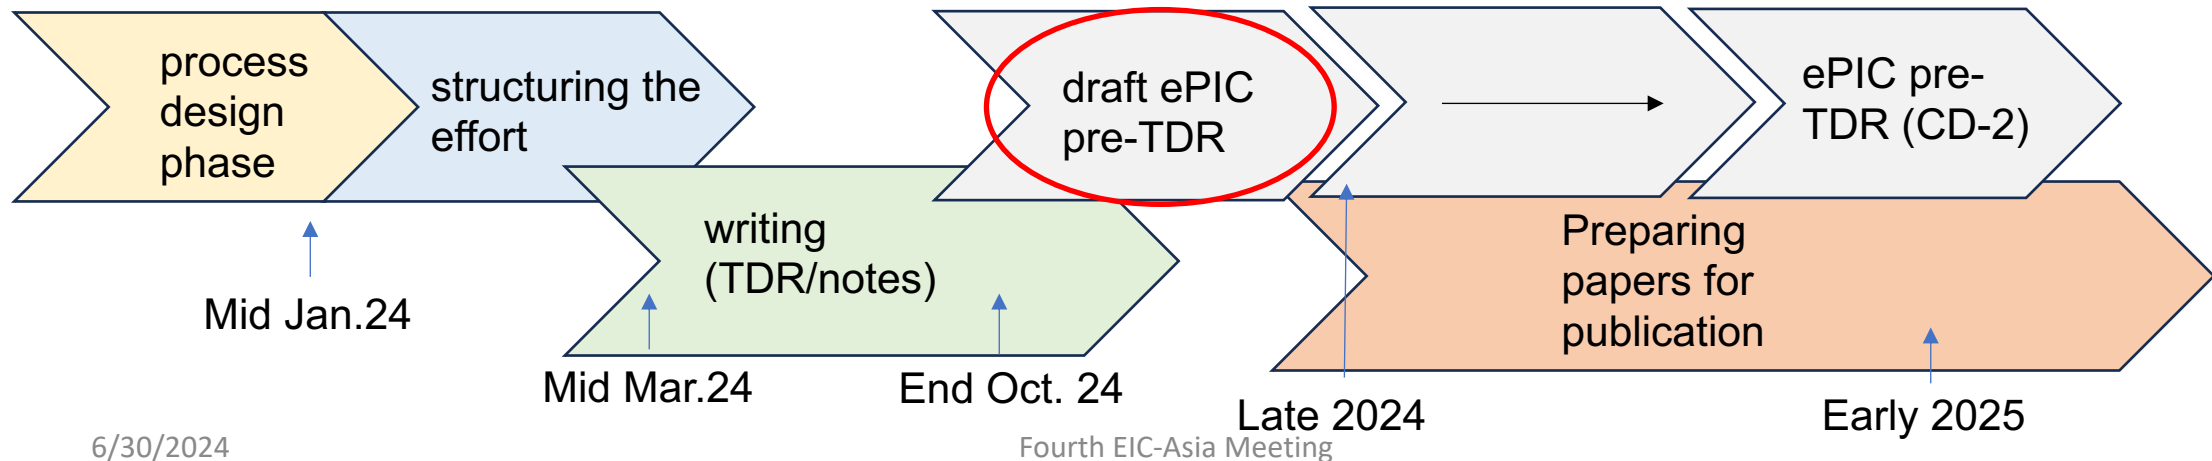 process
design
phase
structuring the
effort
draft ePIC
pre-TDR
ePIC pre-
TDR (CD-2)
writing
(TDR/notes)
Preparing
papers for
publication
Mid Jan.24
Mid Mar.24
End Oct. 24
Late 2024
Early 2025
6/30/2024
Fourth EIC-Asia Meeting